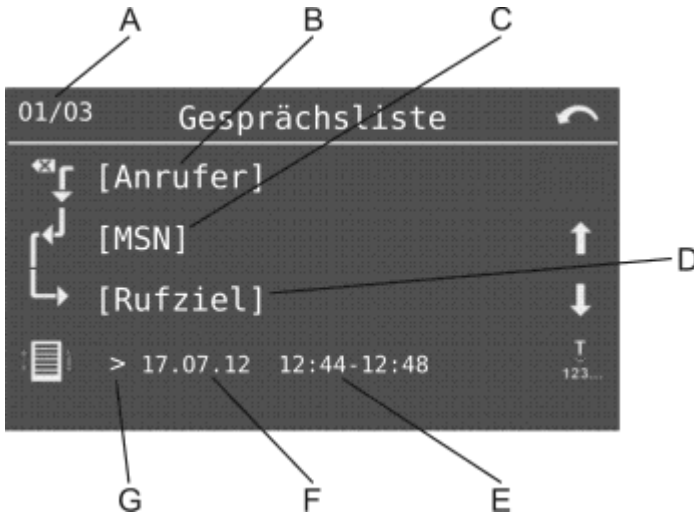 A B C
01/03 Gesprächsliste
[Anrufer]
[MSN]
D
[Rufziel]
> 17.07.12 12:44-12:48
T
123...
G F E